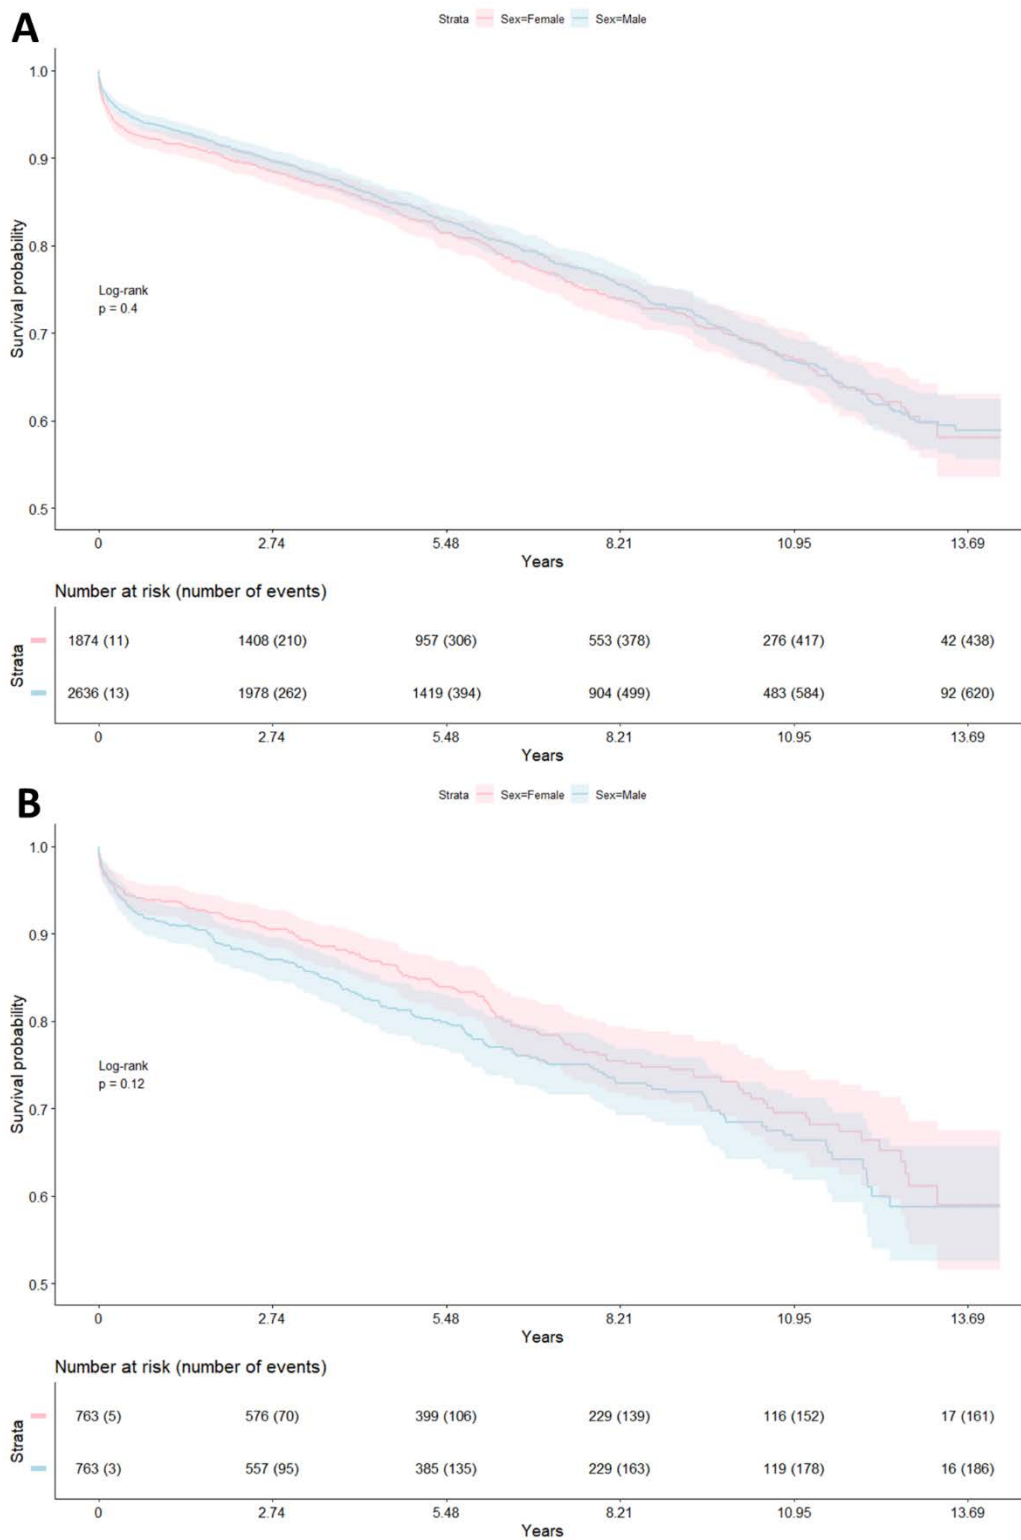 A
Strata Sex=Female Sex=Male
1.0
0.9
0.8
0.7
0.6
0.5
Survival probability
Log-rank
p = 0.4
0 2.74 5.48 8.21 10.95 13.69
Years
Number at risk (number of events)
Strata
1874 (11) 1408 (210) 957 (306) 553 (378) 276 (417) 42 (438)
2636 (13) 1978 (262) 1419 (394) 904 (499) 483 (584) 92 (620)
0 2.74 5.48 8.21 10.95 13.69
Years
B
Strata Sex=Female Sex=Male
1.0
0.9
0.8
0.7
0.6
0.5
Survival probability
Log-rank
p = 0.12
0 2.74 5.48 8.21 10.95 13.69
Years
Number at risk (number of events)
Strata
763 (5) 576 (70) 399 (106) 229 (139) 116 (152) 17 (161)
763 (3) 557 (95) 385 (135) 229 (163) 119 (178) 16 (186)
0 2.74 5.48 8.21 10.95 13.69
Years